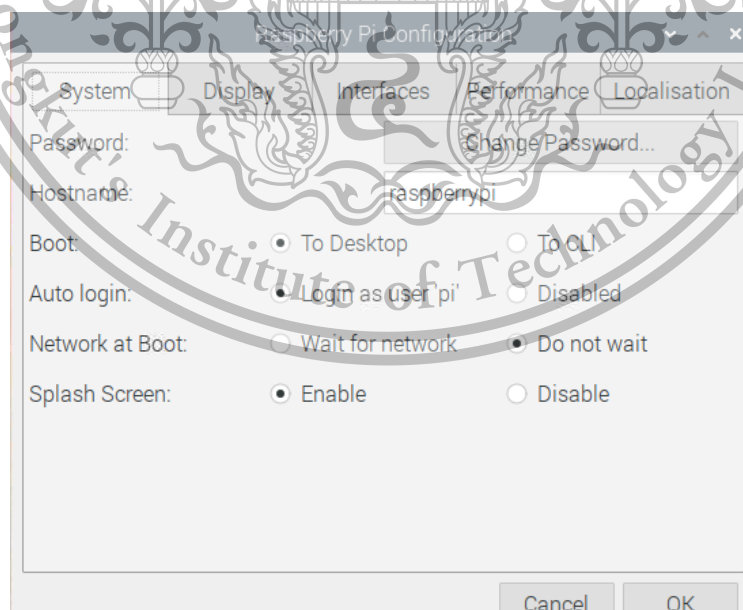 Raspberry Pi Configuration
System Display Interfaces Performance Localisation
Password: Change Password...
Hostname: raspberrypi
Boot: To Desktop To CLI
Auto login: Login as user 'pi' Disabled
Network at Boot: Wait for network Do not wait
Splash Screen: Enable Disable
Cancel OK
gkut's Institute of Technology L